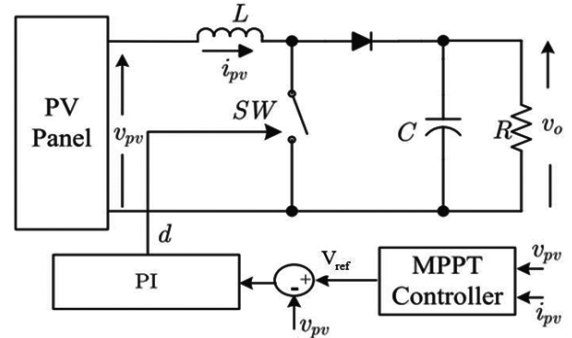 L
i_pv
PV
Panel
v_pv
SW
C
R
v_o
d
PI
V_ref
+
-
v_pv
MPPT
Controller
v_pv
i_pv